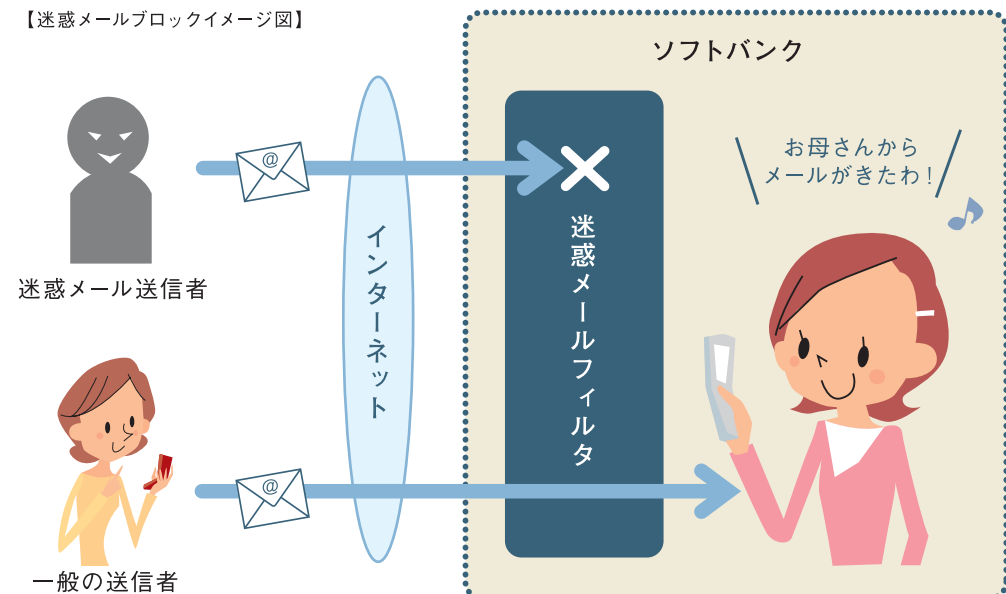 【迷惑メールブロックイメージ図】
ソフトバンク
お母さんから
メールがきたわ!
@
迷惑メール送信者
インターネット
迷惑メールフィルタ
@
一般の送信者